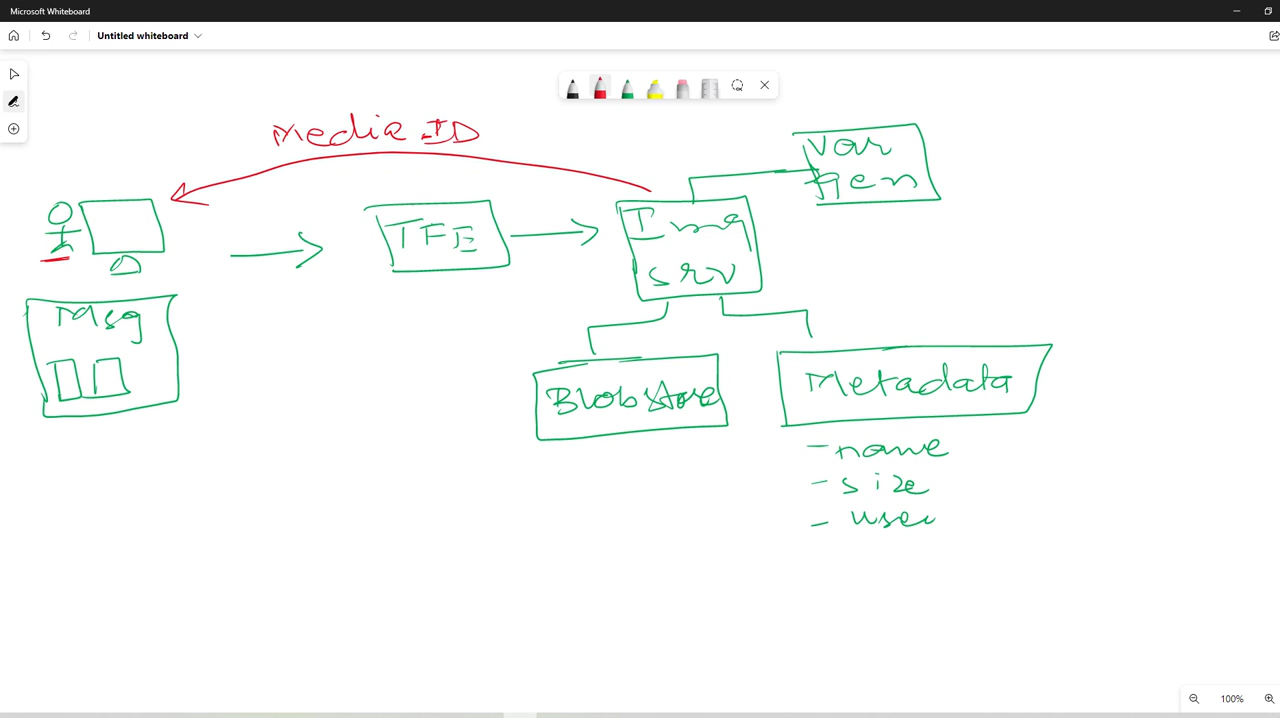 Microsoft Whiteboard
Untitled whiteboard
Media ID
Var
gen
TFE
Img
srv
Msg
Blobstore
Metadata
- name
- size
- user
100%